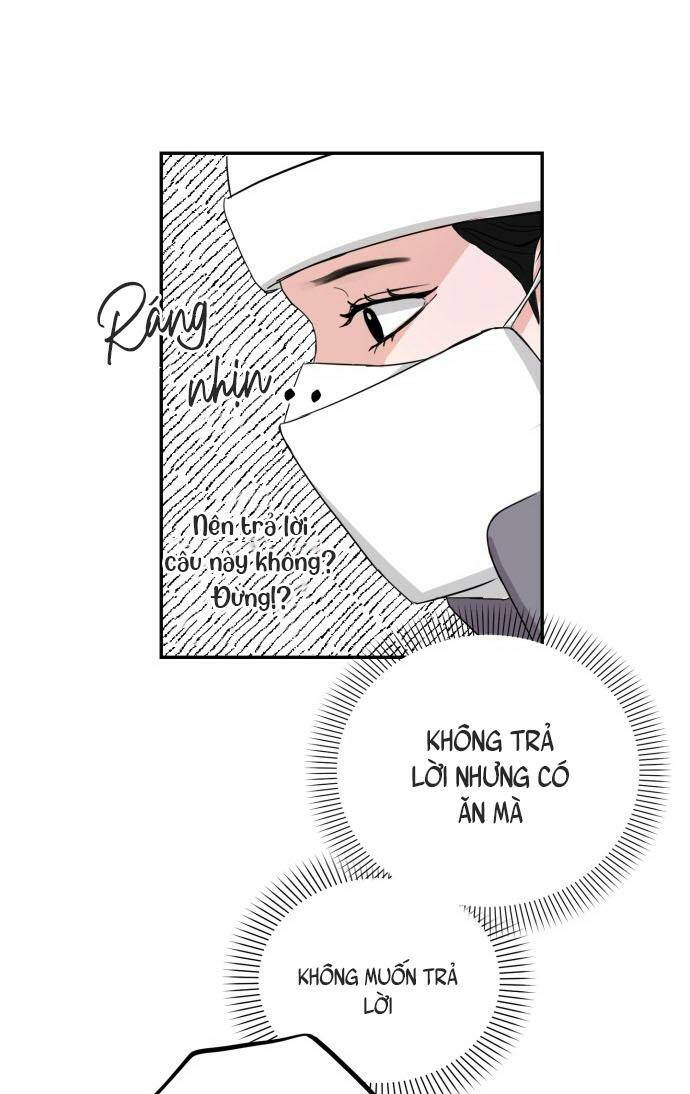 Ráng
nhịn..
Nên trả lời
câu này không?
Đừng!?
KHÔNG TRẢ
LỜI NHƯNG CÓ
ĂN MÀ
KHÔNG MUỐN TRẢ
LỜI